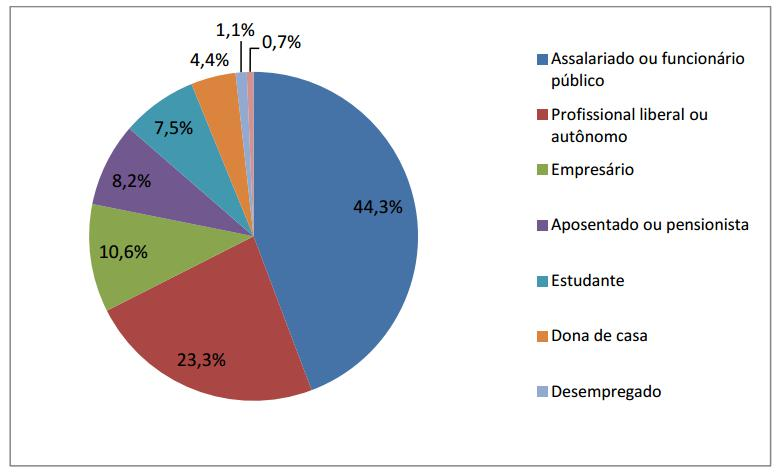 1,1%
0,7%
4,4%
7,5%
8,2%
10,6%
23,3%
44,3%
Assalariado ou funcionário
público
Profissional liberal ou
autônomo
Empresário
Aposentado ou pensionista
Estudante
Dona de casa
Desempregado